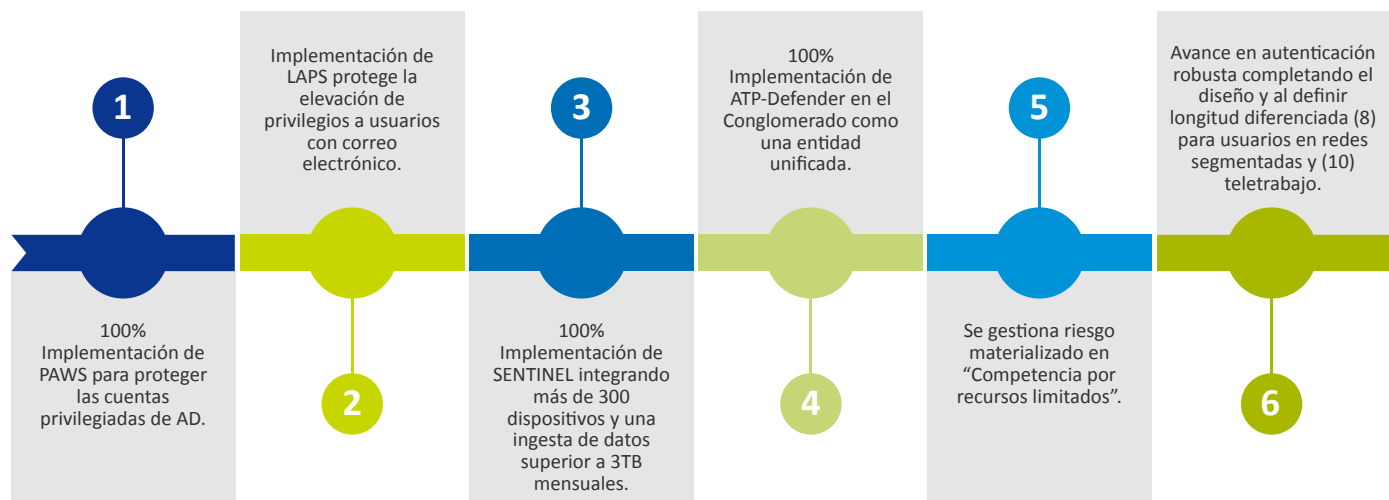 1
100%
Implementación de
PAWS para proteger
las cuentas
privilegiadas de AD.
Implementación de
LAPS protege la
elevación de
privilegios a usuarios
con correo
electrónico.
2
3
100%
Implementación de
SENTINEL integrando
más de 300
dispositivos y una
ingesta de datos
superior a 3TB
mensuales.
100%
Implementación de
ATP-Defender en el
Conglomerado como
una entidad
unificada.
4
5
Se gestiona riesgo
materializado en
“Competencia por
recursos limitados”.
Avance en autenticación
robusta completando el
diseño y al definir
longitud diferenciada (8)
para usuarios en redes
segmentadas y (10)
teletrabajo.
6